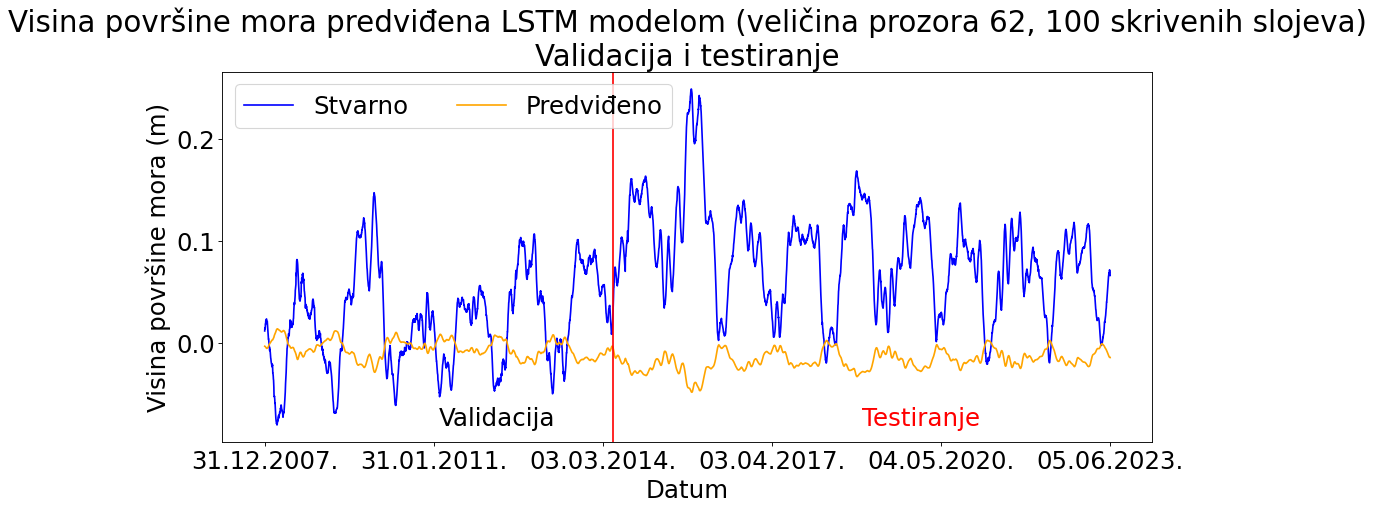 Visina površine mora predviđena LSTM modelom (veličina prozora 62, 100 skrivenih slojeva)
Validacija i testiranje
Stvarno
Predviđeno
Visina površine mora (m)
0.2
0.1
0.0
Validacija
Testiranje
31.12.2007.
31.01.2011.
03.03.2014.
03.04.2017.
04.05.2020.
05.06.2023.
Datum